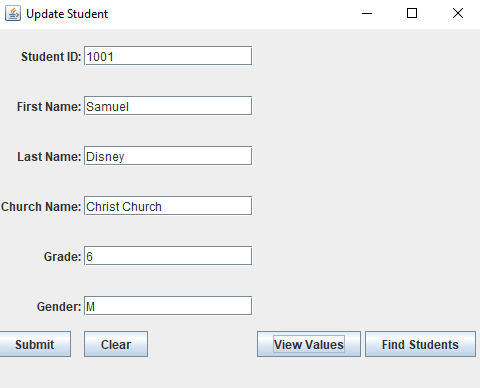 Update Student
Student ID: 1001
First Name: Samuel
Last Name: Disney
Church Name: Christ Church
Grade: 6
Gender: M
Submit Clear View Values Find Students